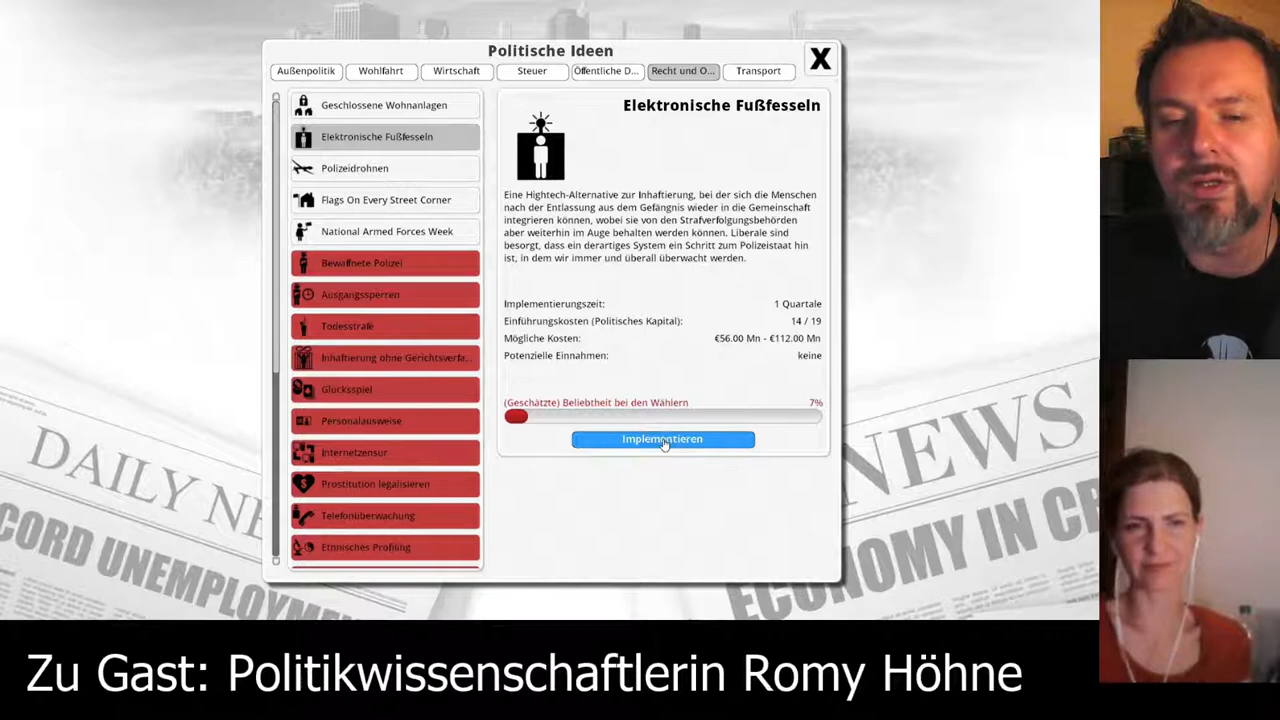 Politische Ideen
X
Außenpolitik
Wohlfahrt
Wirtschaft
Steuer
Öffentliche D...
Recht und O...
Transport
Geschlossene Wohnanlagen
Elektronische Fußfesseln
Polizeidrohnen
Flags On Every Street Corner
National Armed Forces Week
Bewaffnete Polizei
Ausgangssperren
Todesstrafe
Inhaftierung ohne Gerichtsverfa...
Glücksspiel
Personalausweise
Internetzensur
Prostitution legalisieren
Telefonüberwachung
Ethnisches Profiling
Elektronische Fußfesseln
Eine Hightech-Alternative zur Inhaftierung, bei der sich die Menschen
nach der Entlassung aus dem Gefängnis wieder in die Gemeinschaft
integrieren können, wobei sie von den Strafverfolgungsbehörden
aber weiterhin im Auge behalten werden können. Liberale sind
besorgt, dass ein derartiges System ein Schritt zum Polizeistaat hin
ist, in dem wir immer und überall überwacht werden.
Implementierungszeit: 1 Quartale
Einführungskosten (Politisches Kapital): 14 / 19
Mögliche Kosten: €56.00 Mn - €112.00 Mn
Potenzielle Einnahmen: keine
(Geschätzte) Beliebtheit bei den Wählern 7%
Implementieren
DAILY NE
CORD UNEMPLOYM
NEWS
ECONOMY IN CR
Zu Gast: Politikwissenschaftlerin Romy Höhne